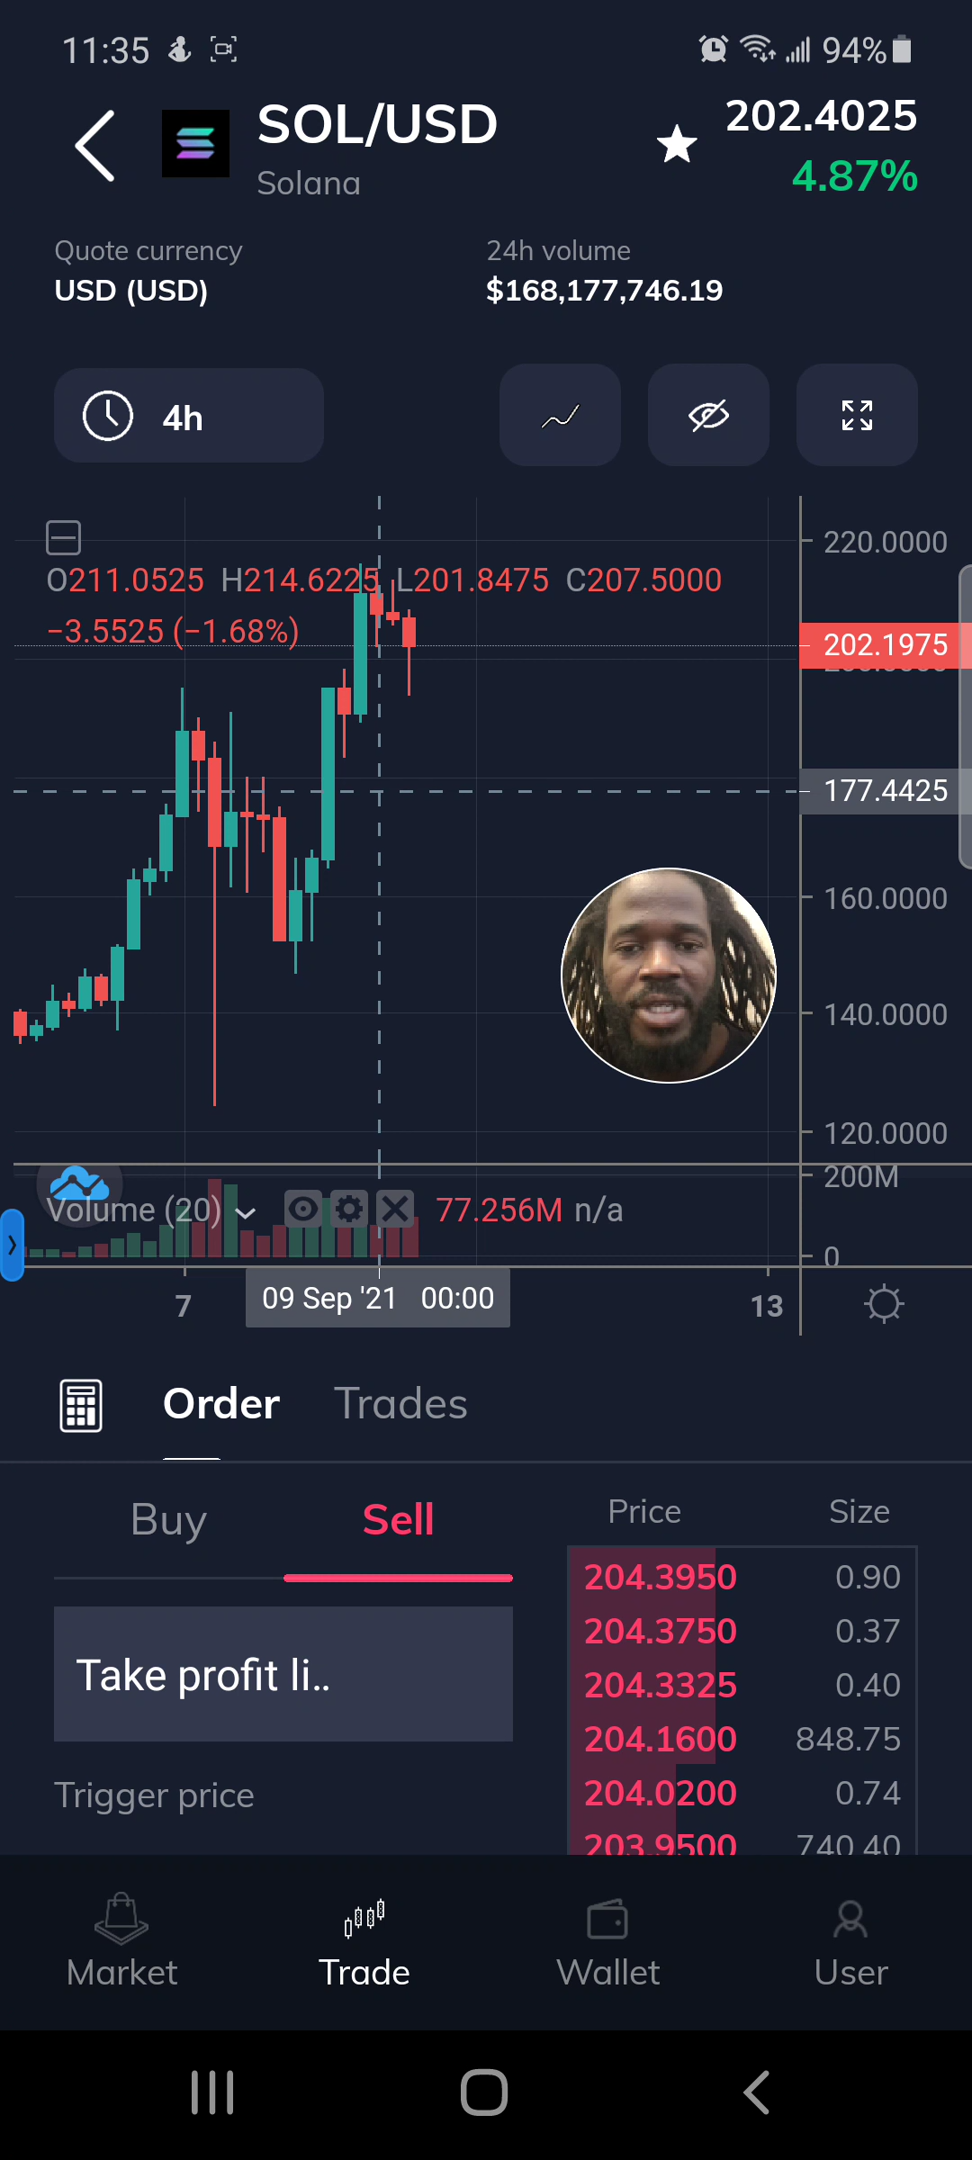 11:35
94%
SOL/USD
Solana
202.4025
4.87%
Quote currency
USD (USD)
24h volume
$168,177,746.19
4h
O211.0525 H214.6225 L201.8475 C207.5000
−3.5525 (−1.68%)
220.0000
202.1975
177.4425
160.0000
140.0000
120.0000
200M
Volume (20)
77.256M n/a
0
7
09 Sep '21 00:00
13
Order
Trades
Buy
Sell
Price
Size
Take profit li..
Trigger price
204.3950 0.90
204.3750 0.37
204.3325 0.40
204.1600 848.75
204.0200 0.74
203.9500 740.40
Market
Trade
Wallet
User